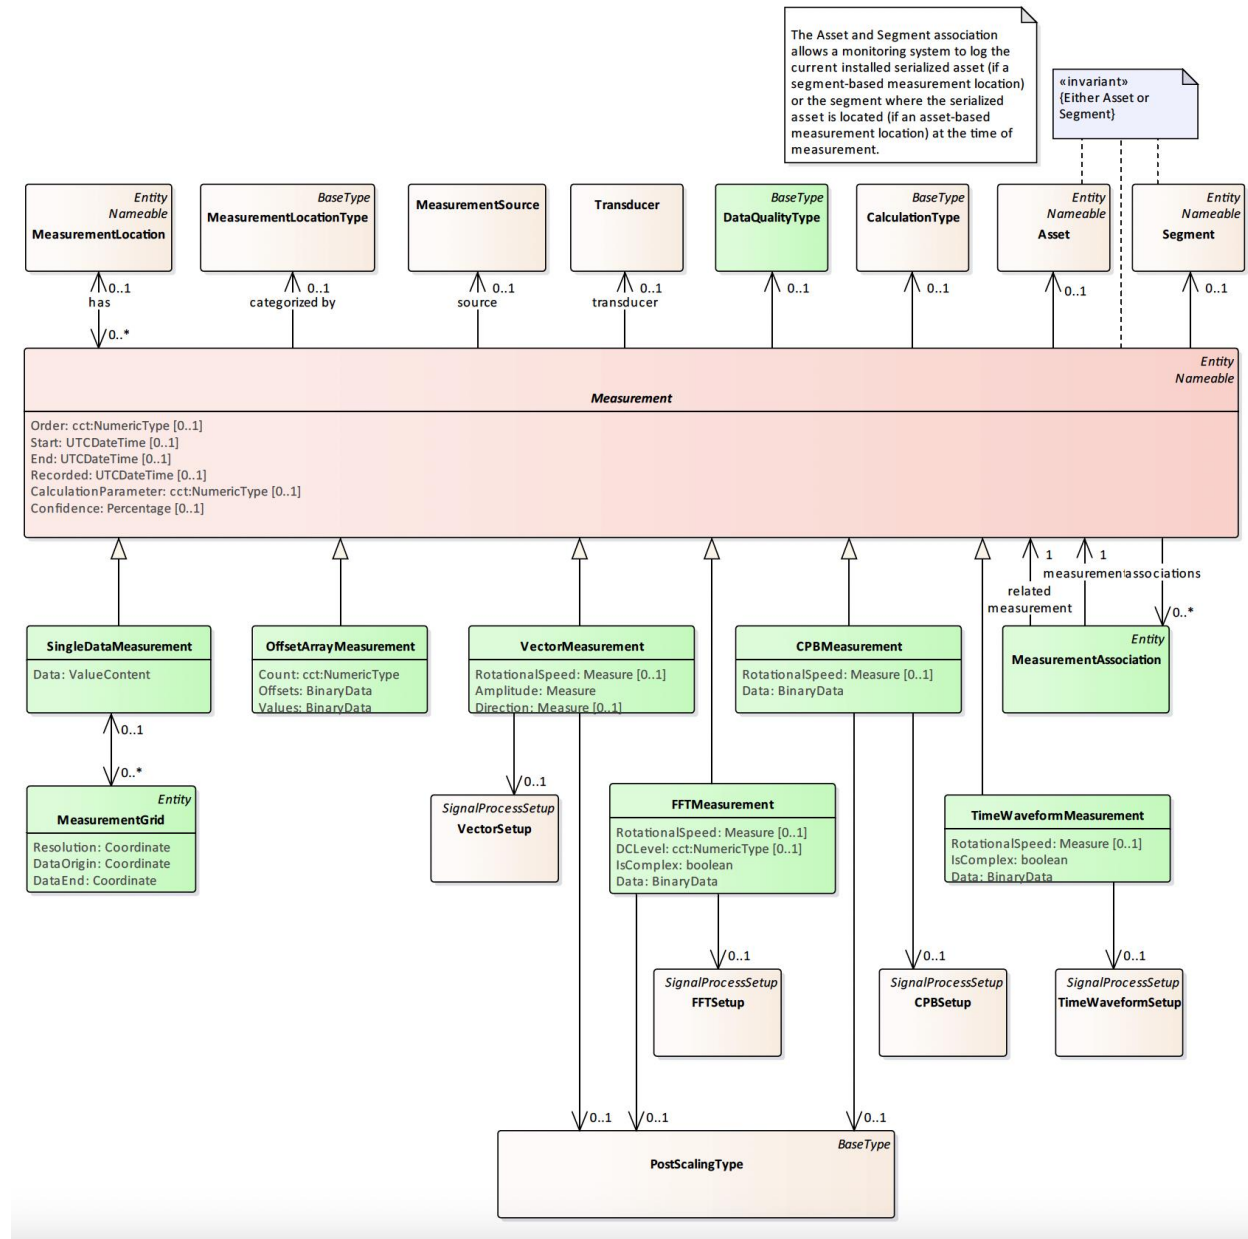 The Asset and Segment association
allows a monitoring system to log the
current installed serialized asset (if a
segment-based measurement location)
or the segment where the serialized
asset is located (if an asset-based
measurement location) at the time of
measurement.
«invariant»
{Either Asset or
Segment}
Entity
Nameable
MeasurementLocation
BaseType
MeasurementLocationType
MeasurementSource
Transducer
BaseType
DataQualityType
BaseType
CalculationType
Entity
Nameable
Asset
Entity
Nameable
Segment
0..1
has
0..*
0..1
categorized by
0..1
source
0..1
transducer
0..1
0..1
0..1
0..1
Entity
Nameable
Measurement
Order: cct:NumericType [0..1]
Start: UTCDateTime [0..1]
End: UTCDateTime [0..1]
Recorded: UTCDateTime [0..1]
CalculationParameter: cct:NumericType [0..1]
Confidence: Percentage [0..1]
1
related
measurement
1
measurement
associations
0..*
SingleDataMeasurement
Data: ValueContent
OffsetArrayMeasurement
Count: cct:NumericType
Offsets: BinaryData
Values: BinaryData
VectorMeasurement
RotationalSpeed: Measure [0..1]
Amplitude: Measure
Direction: Measure [0..1]
CPBMeasurement
RotationalSpeed: Measure [0..1]
Data: BinaryData
Entity
MeasurementAssociation
0..1
0..*
Entity
MeasurementGrid
Resolution: Coordinate
DataOrigin: Coordinate
DataEnd: Coordinate
0..1
SignalProcessSetup
VectorSetup
FFTMeasurement
RotationalSpeed: Measure [0..1]
DCLevel: cct:NumericType [0..1]
IsComplex: boolean
Data: BinaryData
TimeWaveformMeasurement
RotationalSpeed: Measure [0..1]
IsComplex: boolean
Data: BinaryData
0..1
0..1
0..1
SignalProcessSetup
FFTSetup
SignalProcessSetup
CPBSetup
SignalProcessSetup
TimeWaveformSetup
0..1
0..1
0..1
BaseType
PostScalingType